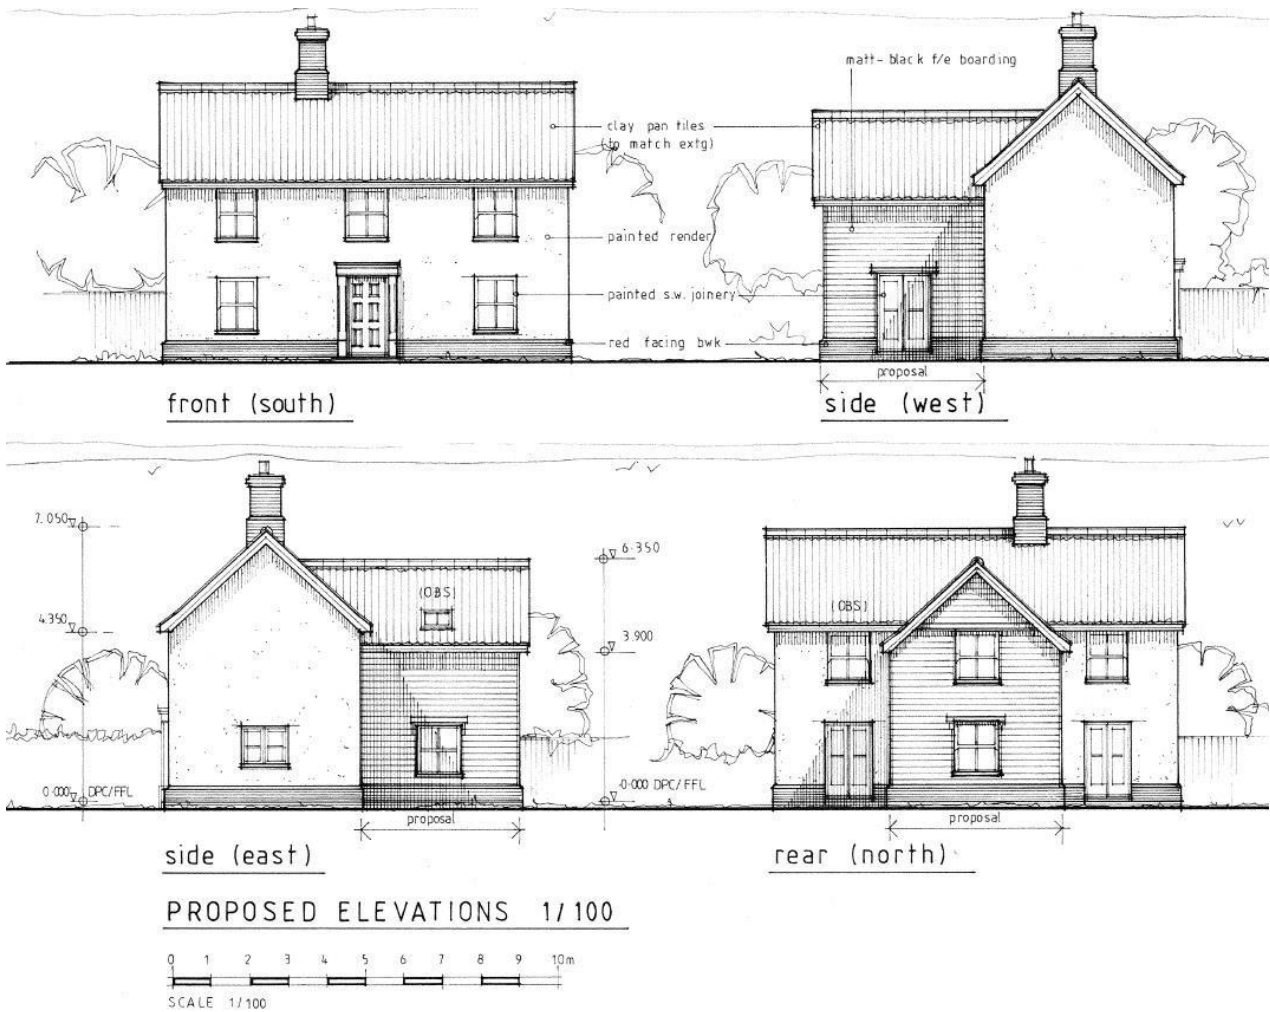 matt-black f/e boarding
clay pan tiles
(to match extg)
painted render
painted s.w. joinery
red facing bwk
proposal
front (south)
side (west)
7.050
4.350
0.000 DPC/FFL
(OBS)
6.350
3.900
0.000 DPC/FFL
(OBS)
proposal
proposal
side (east)
rear (north)
PROPOSED ELEVATIONS 1/100
0 1 2 3 4 5 6 7 8 9 10m
SCALE 1/100